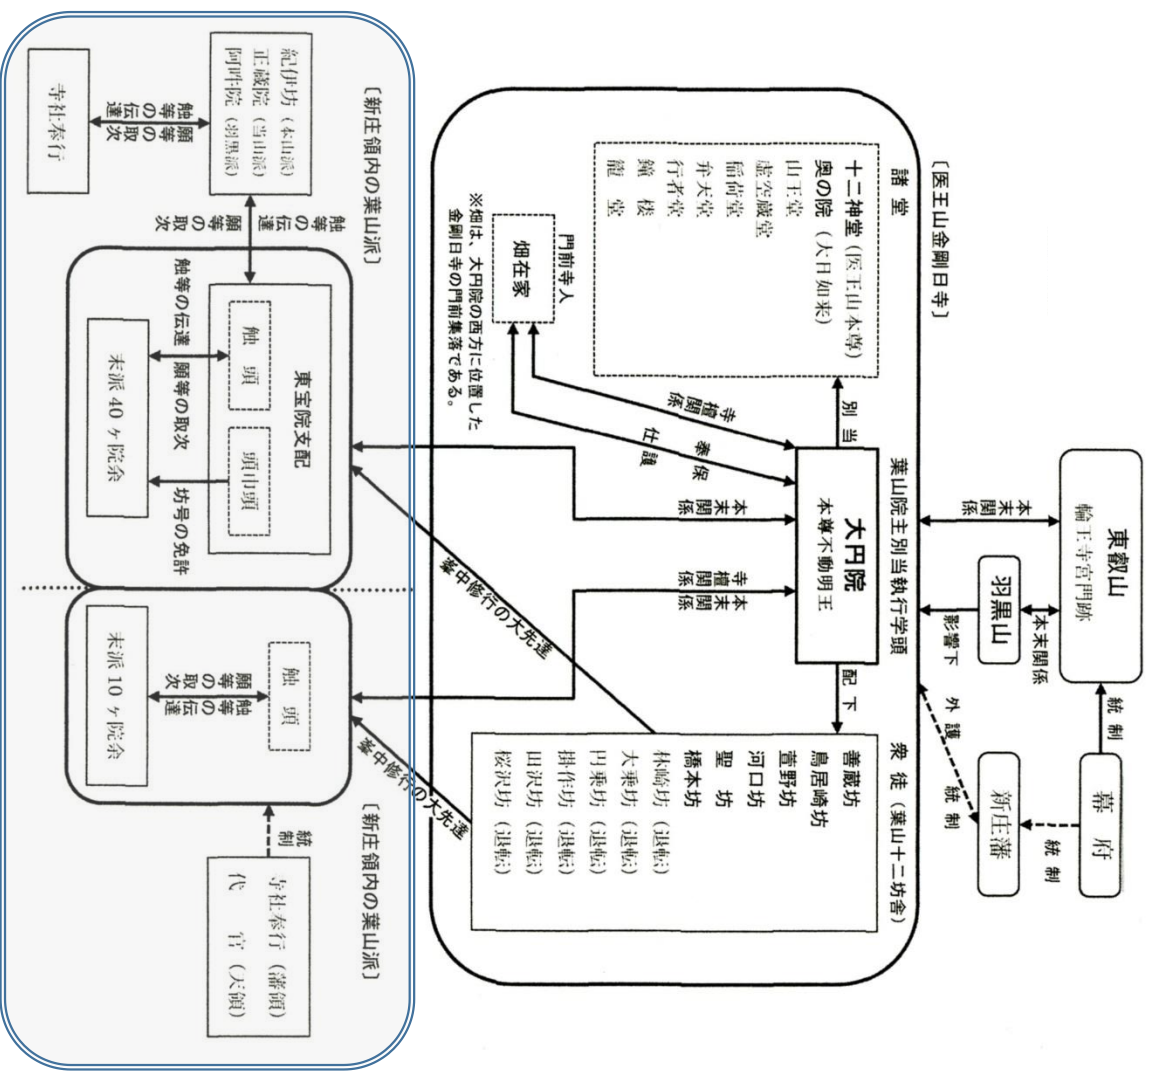 東叡山
輪王寺宮門跡
幕府
統制
統制
新庄藩
本末関係
羽黒山
本末関係
影響下
外護
統制
〔医王山金剛日寺〕
諸堂
十二神堂（医王山本尊）
奥の院（大日如来）
山王堂
虚空蔵堂
稲荷堂
弁天堂
行者堂
鐘楼
籠堂
別当
葉山院主別当執行学頭
大円院
本尊不動明王
配下
衆徒（葉山十二坊舎）
善蔵坊
鳥居崎坊
萱野坊
河口坊
聖坊
橋本坊
林崎坊（退転）
大乗坊（退転）
円乗坊（退転）
掛作坊（退転）
田沢坊（退転）
桜沢坊（退転）
門前寺人
畑在家
※畑は、大円院の西方に位置した
金剛日寺の門前集落である。
寺檀関係
奉仕
保護
本末関係
寺檀関係
本末関係
峯中修行の大先達
峯中修行の大先達
〔新庄領内の葉山派〕
紀伊坊（本山派）
正蔵院（当山派）
阿吽院（羽黒派）
触等の伝達
願等の取次
寺社奉行
触等の伝達
願等の取次
東宝院支配
触頭
頭巾頭
触等の伝達
願等の取次
坊号の免許
末派40ヶ院余
〔新庄領内の葉山派〕
触頭
触等の伝達
願等の取次
末派10ヶ院余
統制
寺社奉行（藩領）
代官（天領）